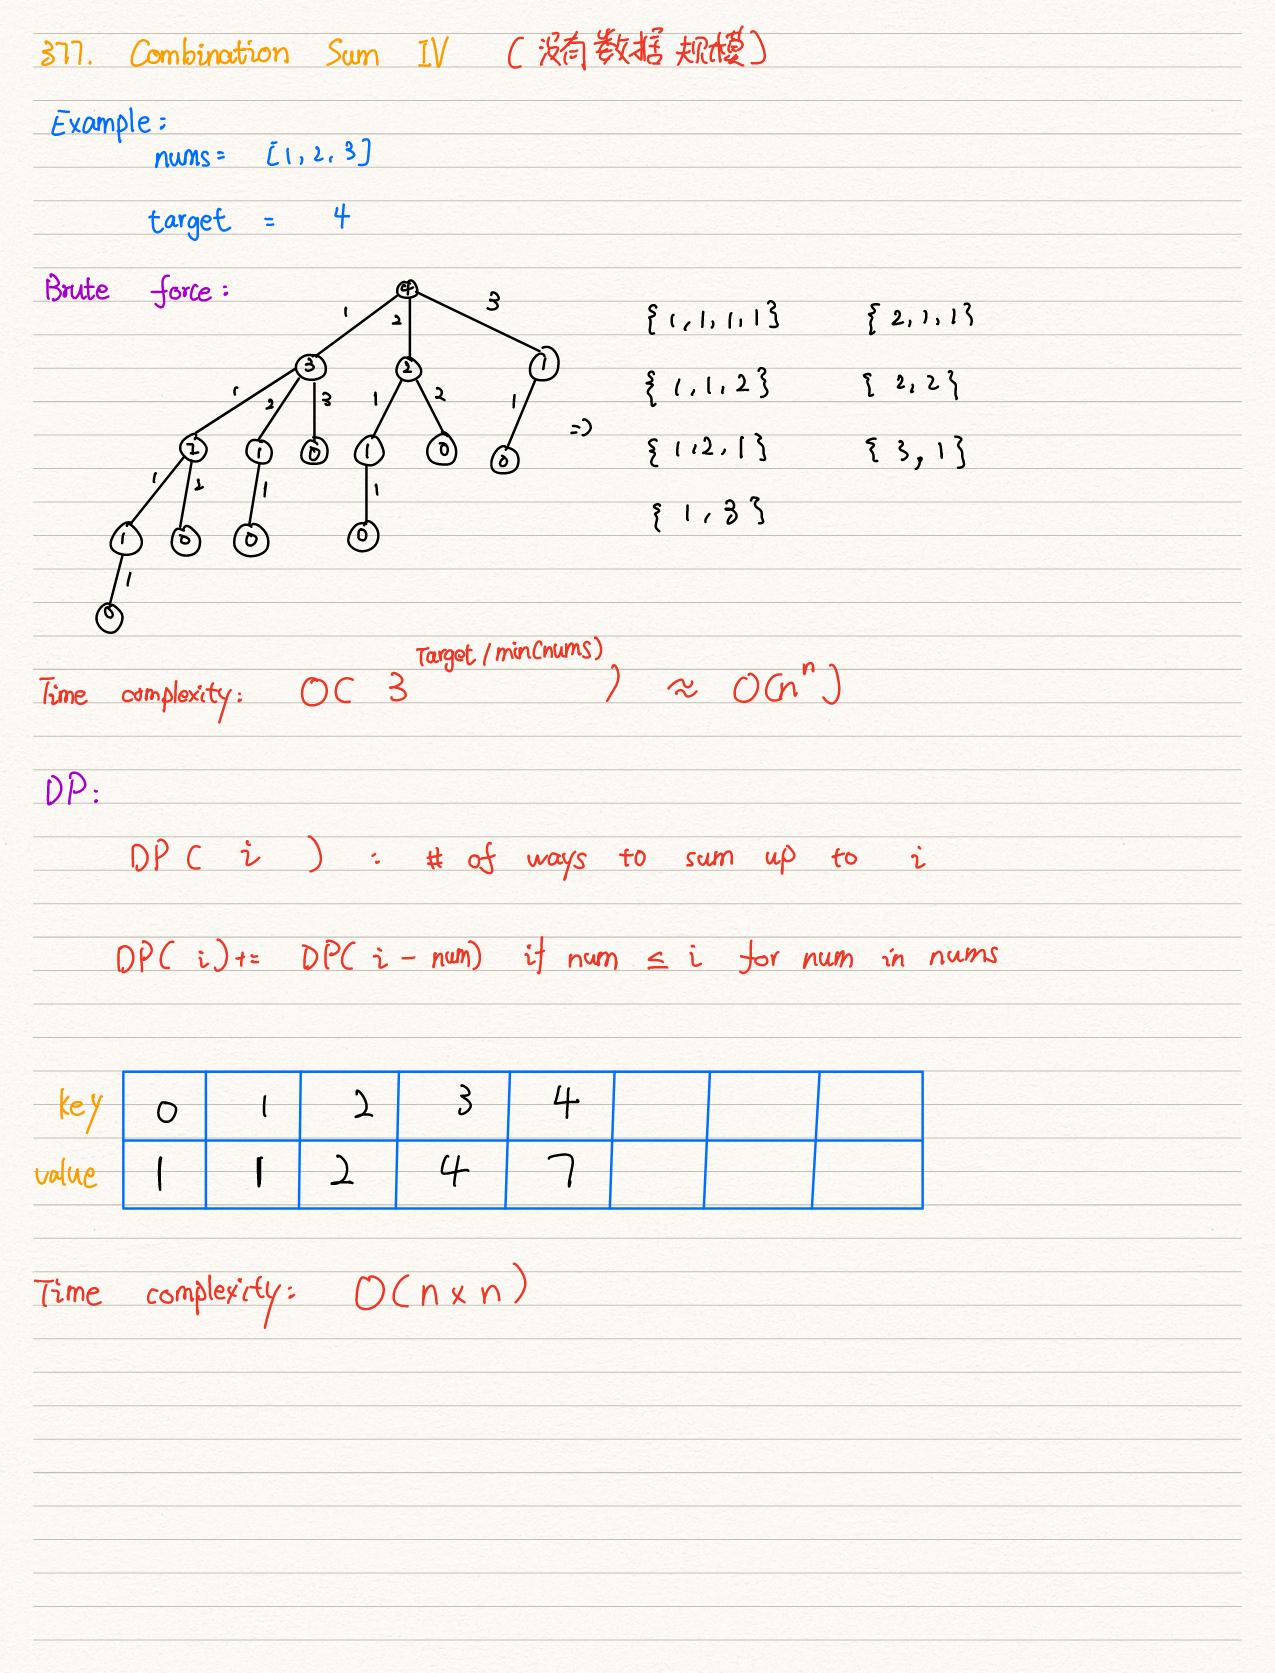 377. Combination Sum IV (没有数据规模)
Example:
nums= [1, 2, 3]
target = 4
Brute force:
4
1 2 3
3 2 1
1 2 3 1 2 1
2 1 0 1 0 0
1 2 1 1
1 0 0 0
1
0
=>
{1,1,1,1} {2,1,1}
{1,1,2} {2,2}
{1,2,1} {3,1}
{1,3}
Time complexity: O( 3^Target/min(nums) ) ≈ O(n^n)
DP:
DP( i ) : # of ways to sum up to i
DP( i) += DP( i - num) if num ≤ i for num in nums
key 0 1 2 3 4
value 1 1 2 4 7
Time complexity: O( n x n )